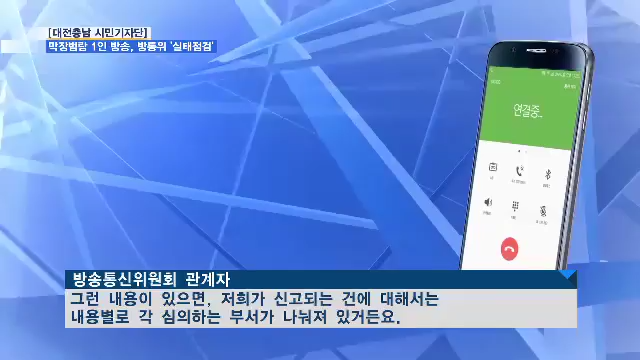 [대전충남 시민기자단]
막장범람 1인 방송, 방통위 '실태점검'
연결중..
방송통신위원회 관계자
그런 내용이 있으면, 저희가 신고되는 건에 대해서는
내용별로 각 심의하는 부서가 나눠져 있거든요.